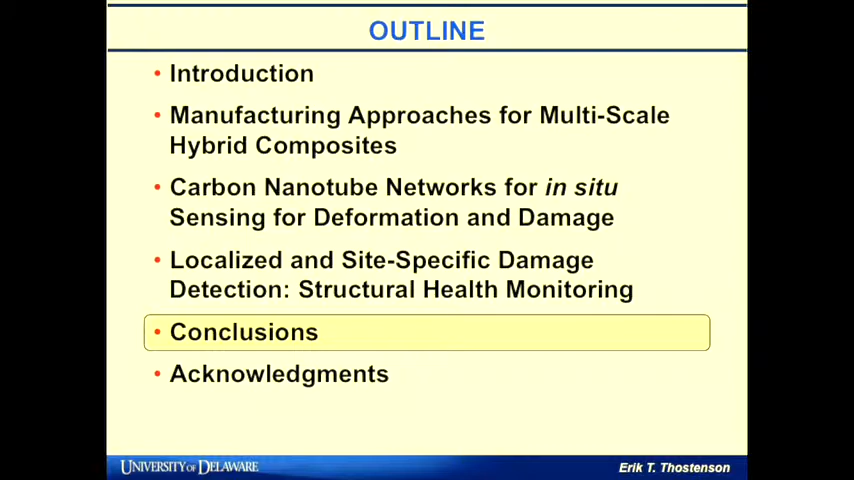 OUTLINE
• Introduction
• Manufacturing Approaches for Multi-Scale
Hybrid Composites
• Carbon Nanotube Networks for in situ
Sensing for Deformation and Damage
• Localized and Site-Specific Damage
Detection: Structural Health Monitoring
• Conclusions
• Acknowledgments
UNIVERSITY OF DELAWARE
Erik T. Thostenson